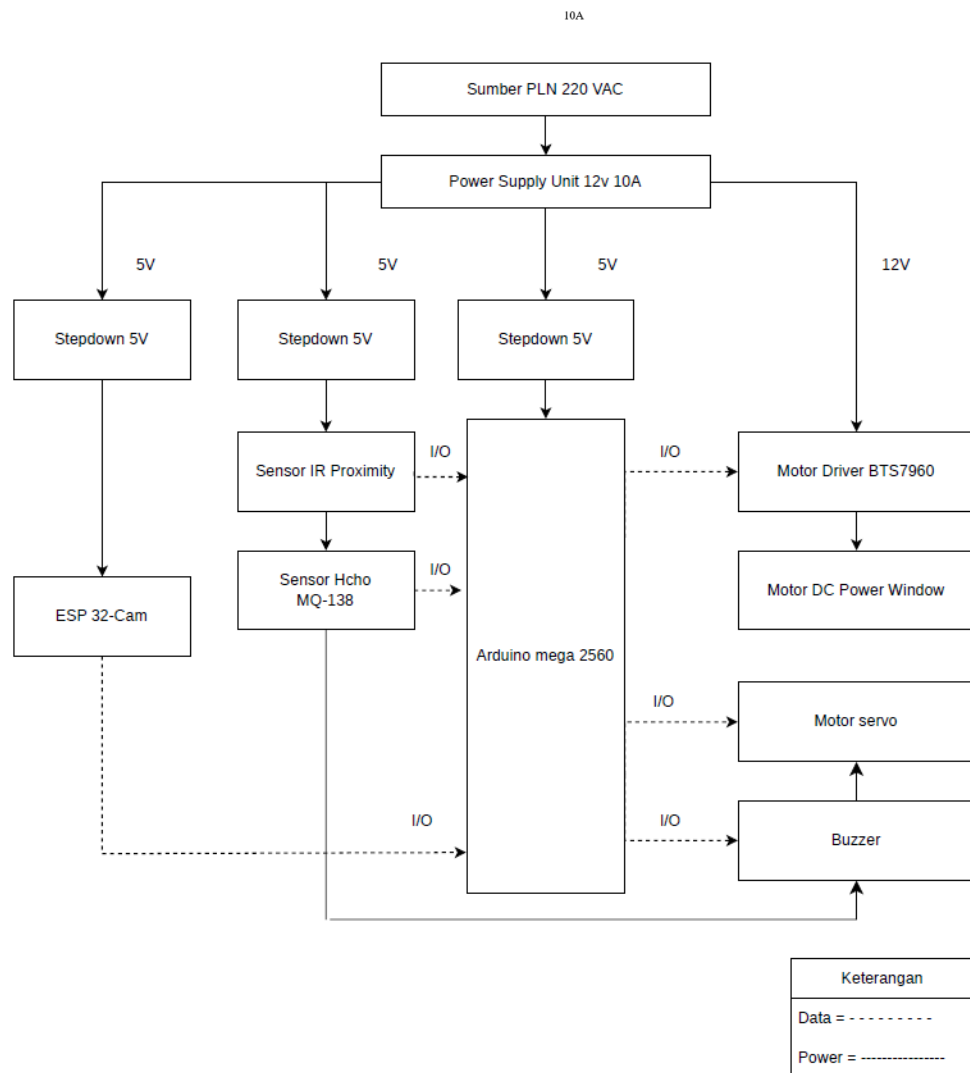 10A
Sumber PLN 220 VAC
Power Supply Unit 12v 10A
5V
5V
5V
12V
Stepdown 5V
Stepdown 5V
Stepdown 5V
Sensor IR Proximity
I/O
I/O
Motor Driver BTS7960
Sensor Hcho
MQ-138
I/O
ESP 32-Cam
Motor DC Power Window
Arduino mega 2560
I/O
Motor servo
I/O
I/O
Buzzer
Keterangan
Data = - - - - - - - - -
Power = ----------------